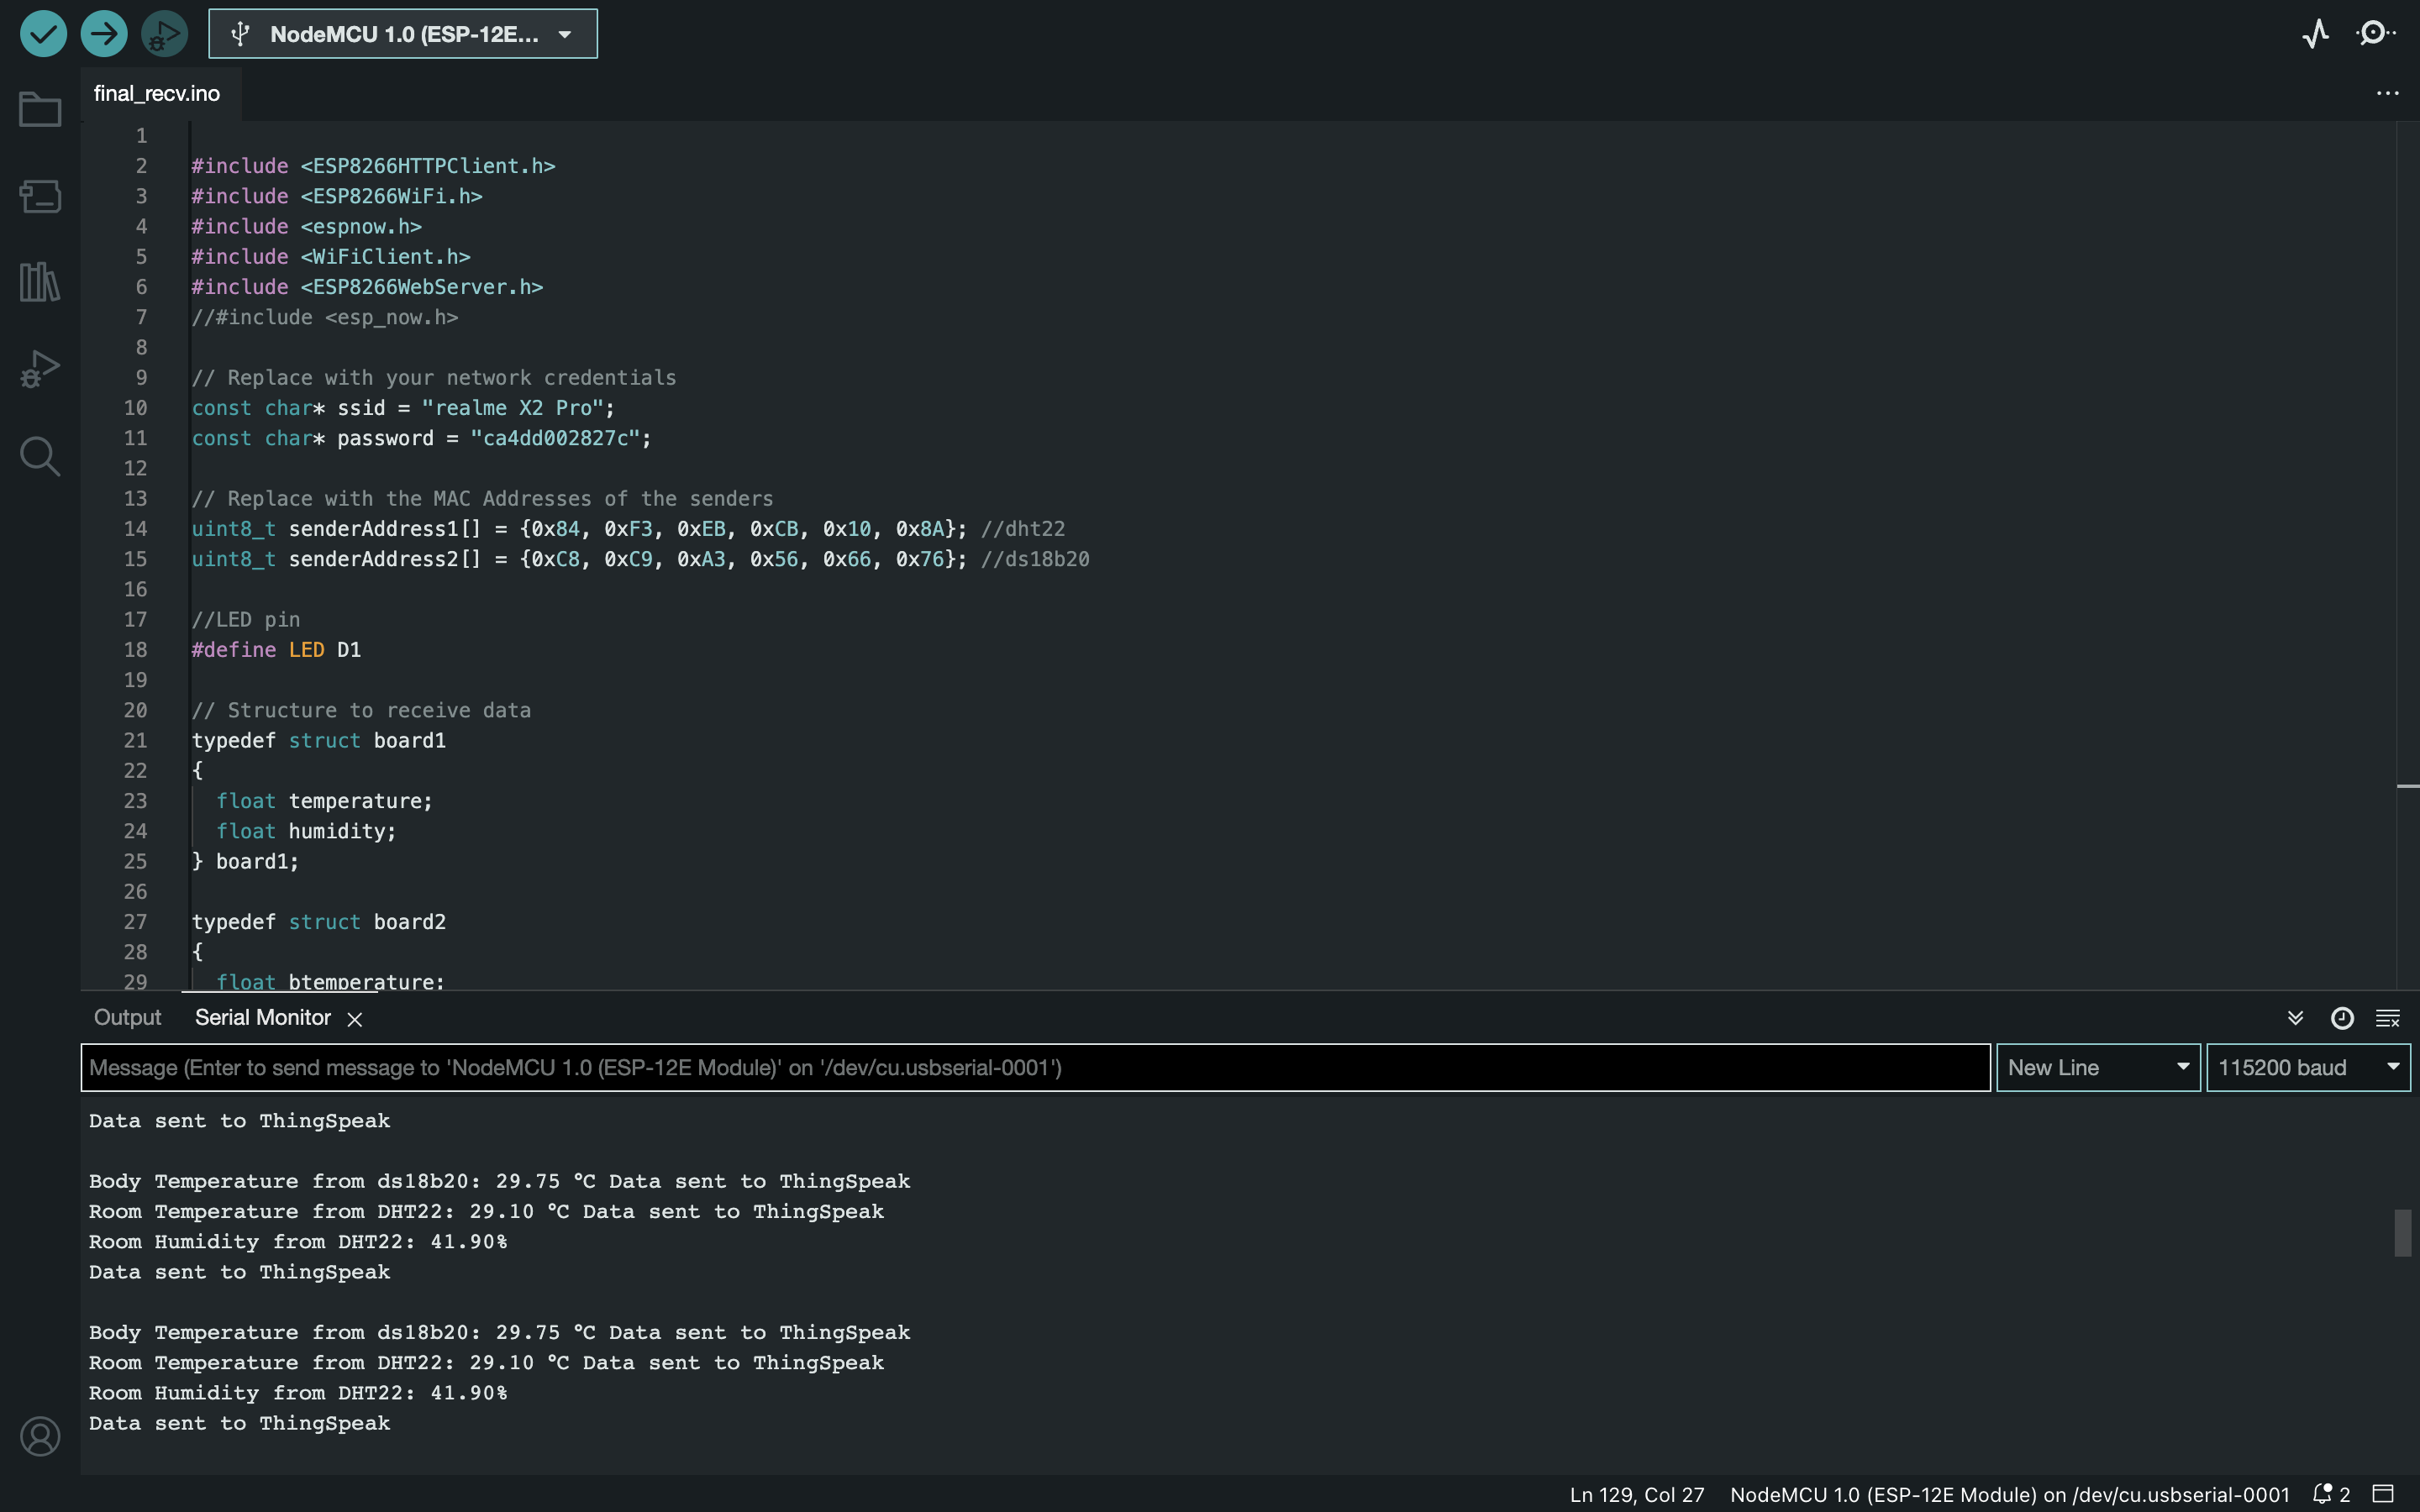 NodeMCU 1.0 (ESP-12E...
final_recv.ino
1
2 #include <ESP8266HTTPClient.h>
3 #include <ESP8266WiFi.h>
4 #include <espnow.h>
5 #include <WiFiClient.h>
6 #include <ESP8266WebServer.h>
7 //#include <esp_now.h>
8
9 // Replace with your network credentials
10 const char* ssid = "realme X2 Pro";
11 const char* password = "ca4dd002827c";
12
13 // Replace with the MAC Addresses of the senders
14 uint8_t senderAddress1[] = {0x84, 0xF3, 0xEB, 0xCB, 0x10, 0x8A}; //dht22
15 uint8_t senderAddress2[] = {0xC8, 0xC9, 0xA3, 0x56, 0x66, 0x76}; //ds18b20
16
17 //LED pin
18 #define LED D1
19
20 // Structure to receive data
21 typedef struct board1
22 {
23 float temperature;
24 float humidity;
25 } board1;
26
27 typedef struct board2
28 {
29 float btemperature;
Output Serial Monitor
Message (Enter to send message to 'NodeMCU 1.0 (ESP-12E Module)' on '/dev/cu.usbserial-0001') New Line 115200 baud
Data sent to ThingSpeak
Body Temperature from ds18b20: 29.75 ℃ Data sent to ThingSpeak
Room Temperature from DHT22: 29.10 ℃ Data sent to ThingSpeak
Room Humidity from DHT22: 41.90%
Data sent to ThingSpeak
Body Temperature from ds18b20: 29.75 ℃ Data sent to ThingSpeak
Room Temperature from DHT22: 29.10 ℃ Data sent to ThingSpeak
Room Humidity from DHT22: 41.90%
Data sent to ThingSpeak
Ln 129, Col 27 NodeMCU 1.0 (ESP-12E Module) on /dev/cu.usbserial-0001 2